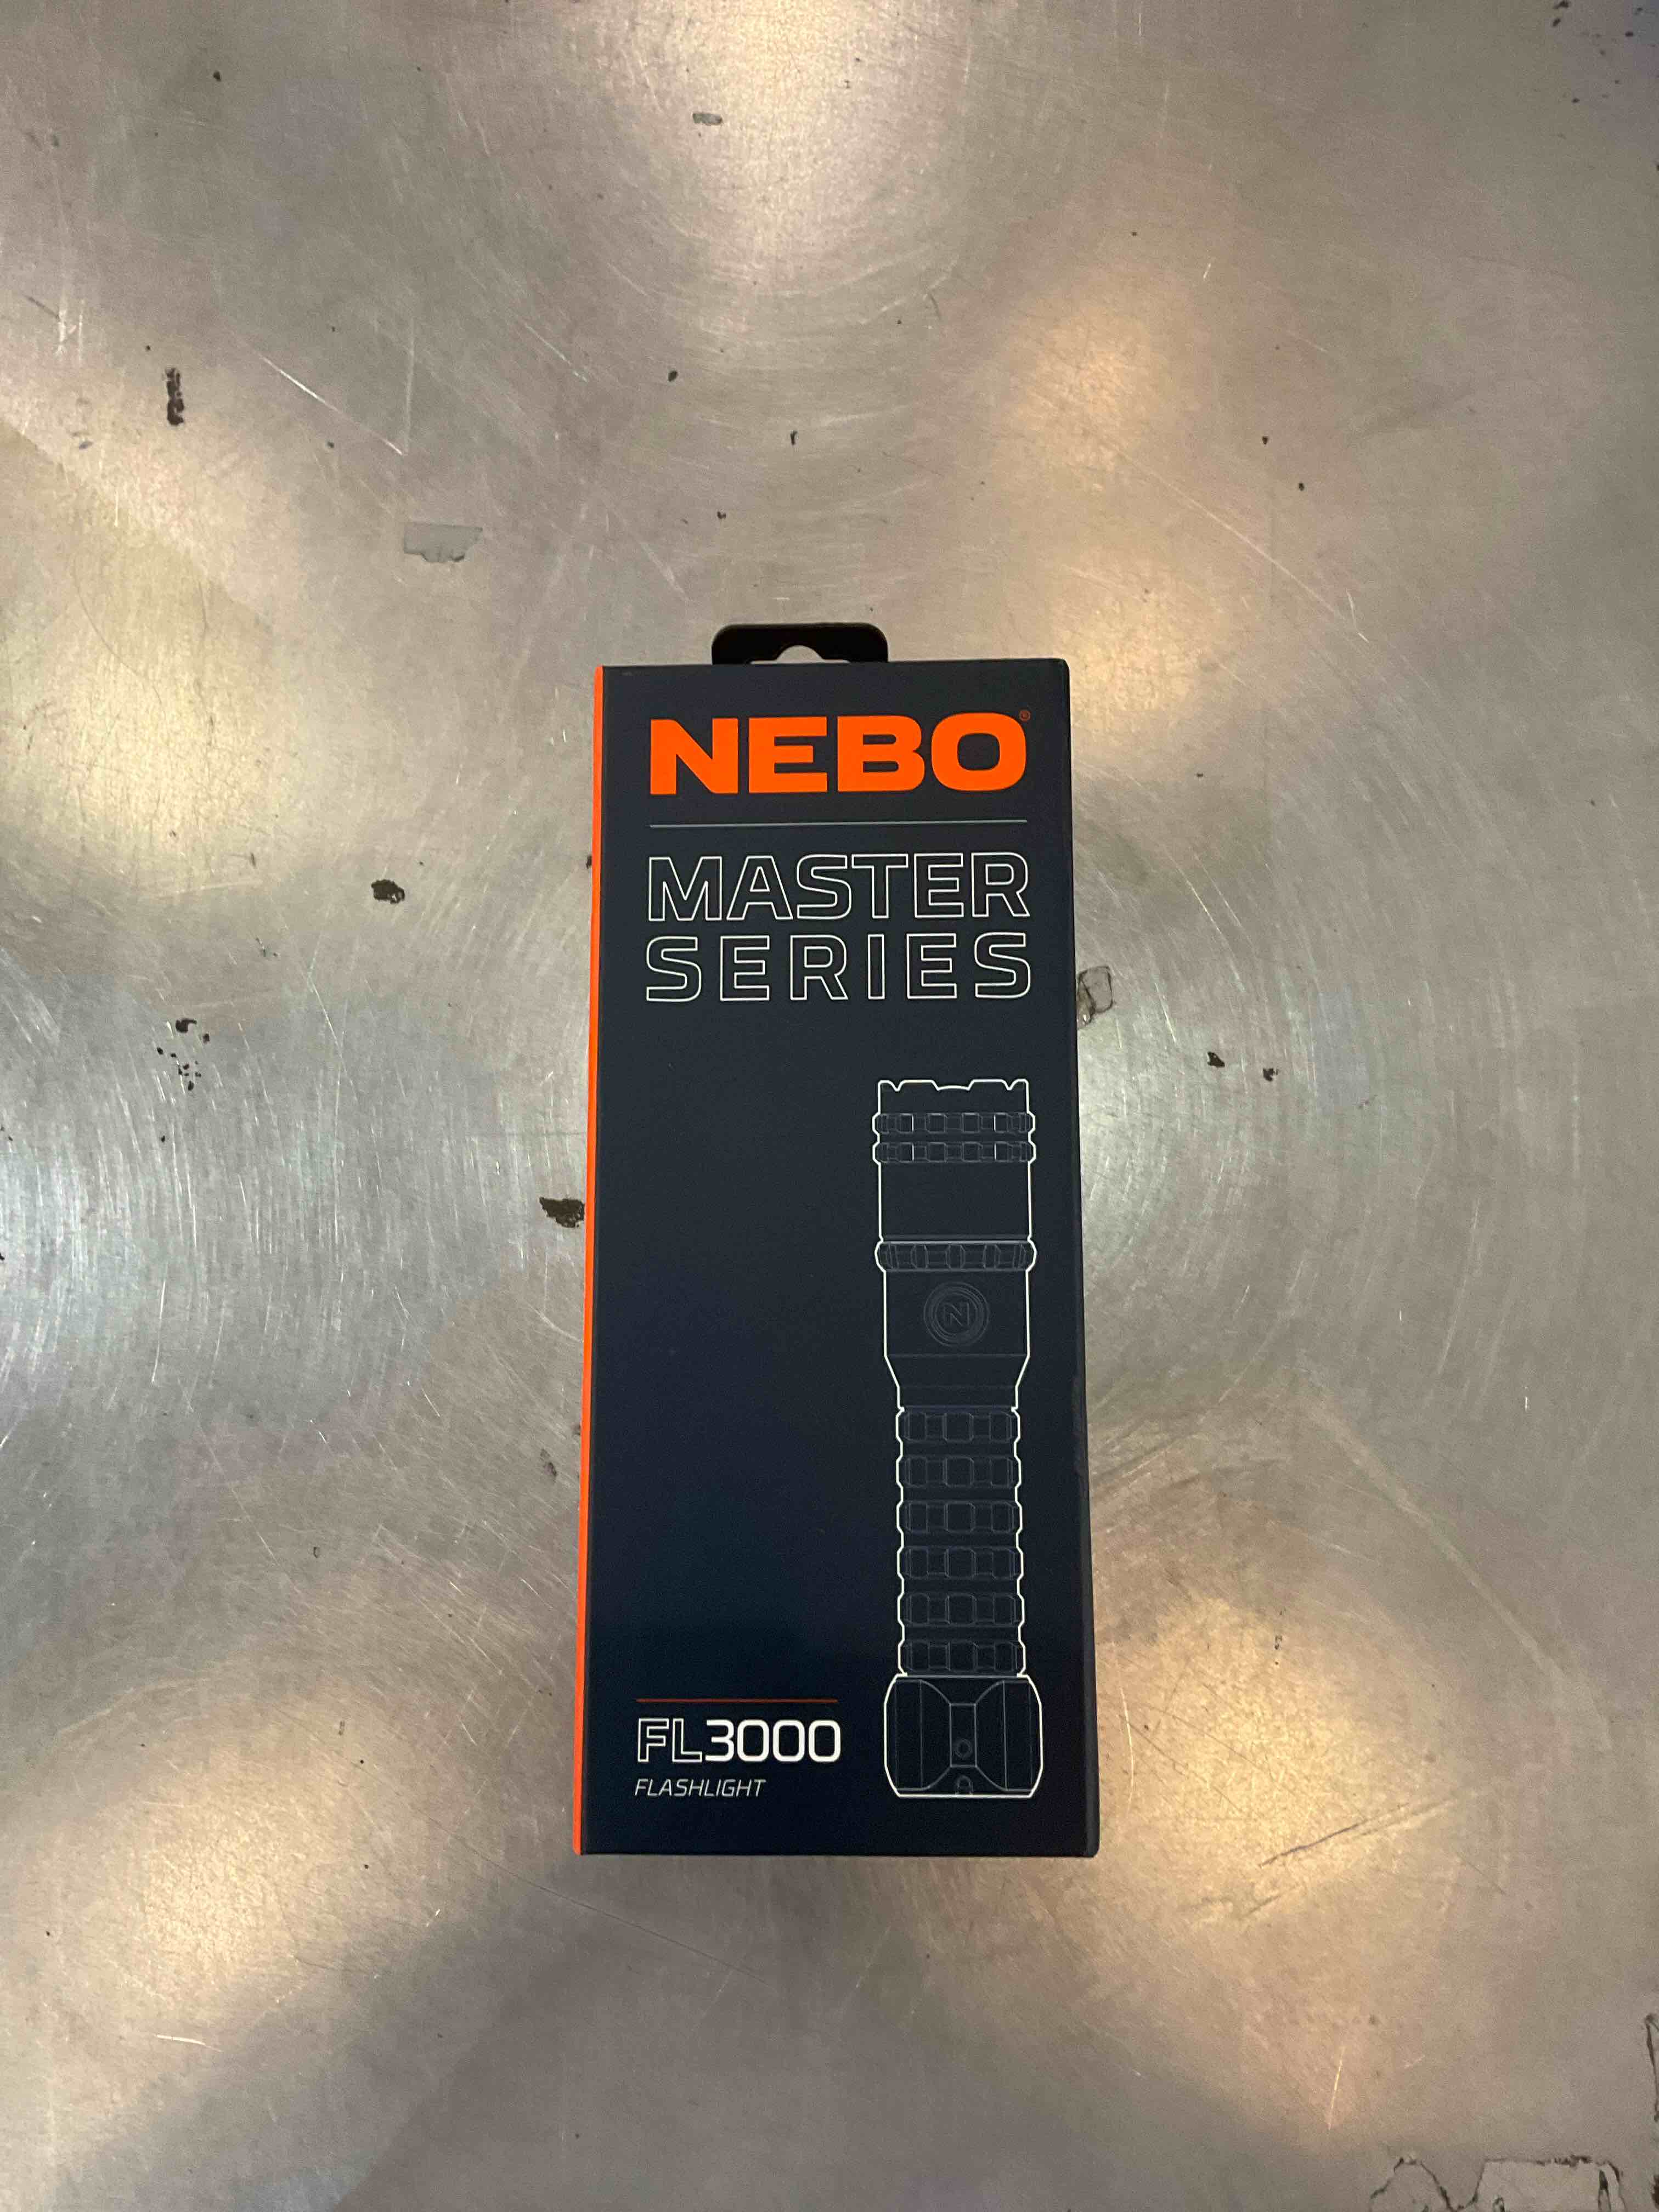 NEBO®
MASTER
SERIES
N
FL3000
FLASHLIGHT